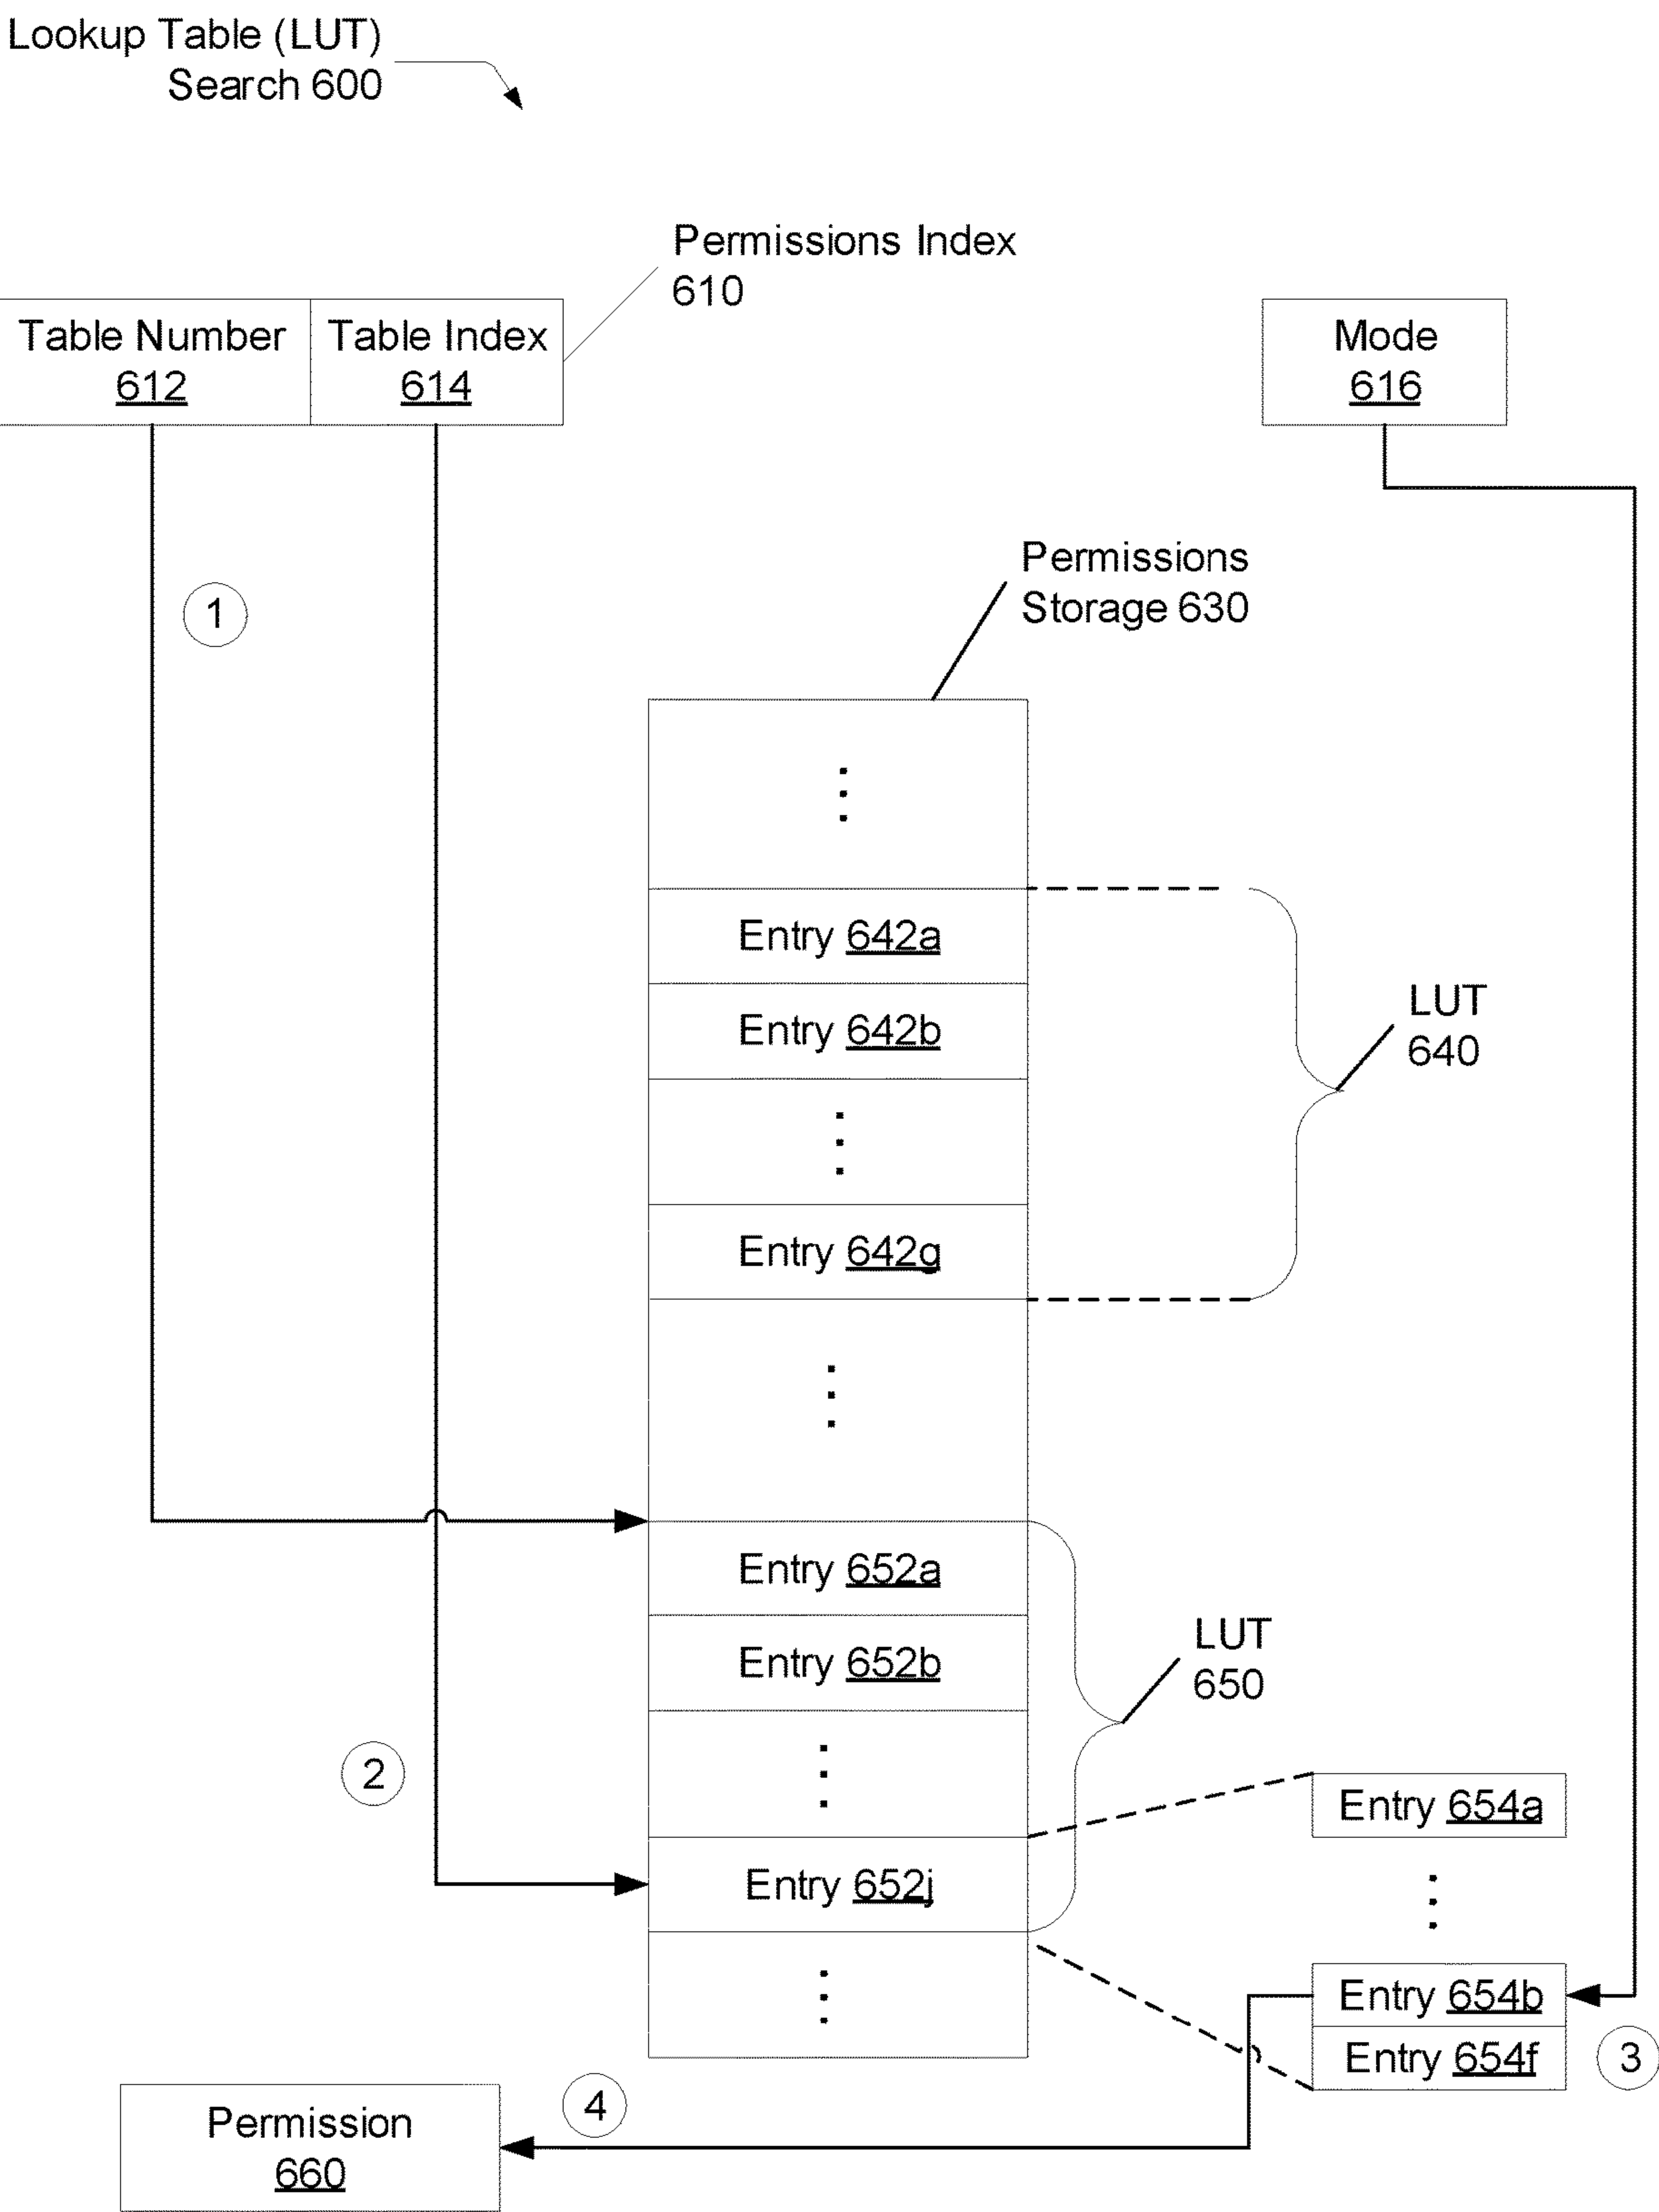 Lookup Table (LUT)
Search 600
Permissions Index
610
Table Number
612
Table Index
614
Mode
616
1
Permissions
Storage 630
Entry 642a
Entry 642b
Entry 642g
LUT
640
Entry 652a
Entry 652b
LUT
650
2
Entry 652j
Entry 654a
Entry 654b
Entry 654f
3
4
Permission
660